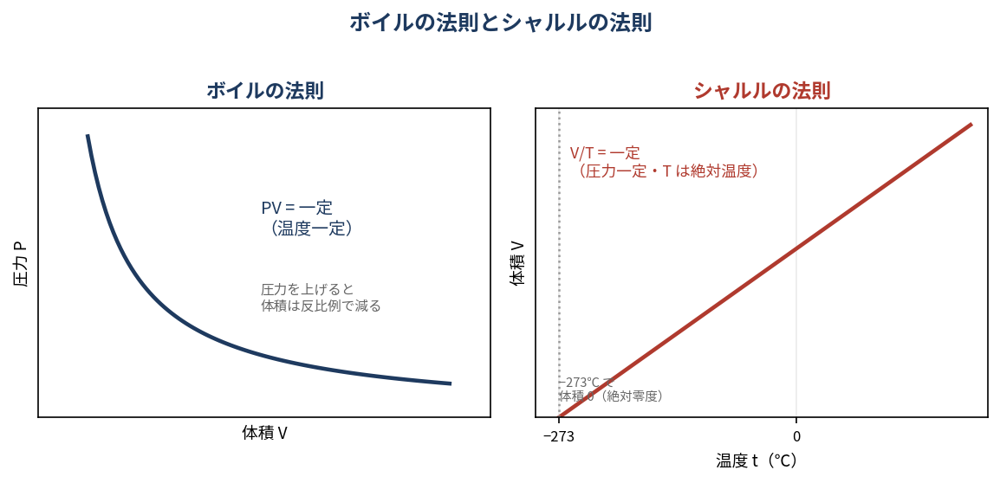 ボイルの法則とシャルルの法則
ボイルの法則
圧力 P
PV = 一定
（温度一定）
圧力を上げると
体積は反比例で減る
体積 V
シャルルの法則
体積 V
V/T = 一定
（圧力一定・T は絶対温度）
−273℃ で
体積 0（絶対零度）
−273
0
温度 t（℃）